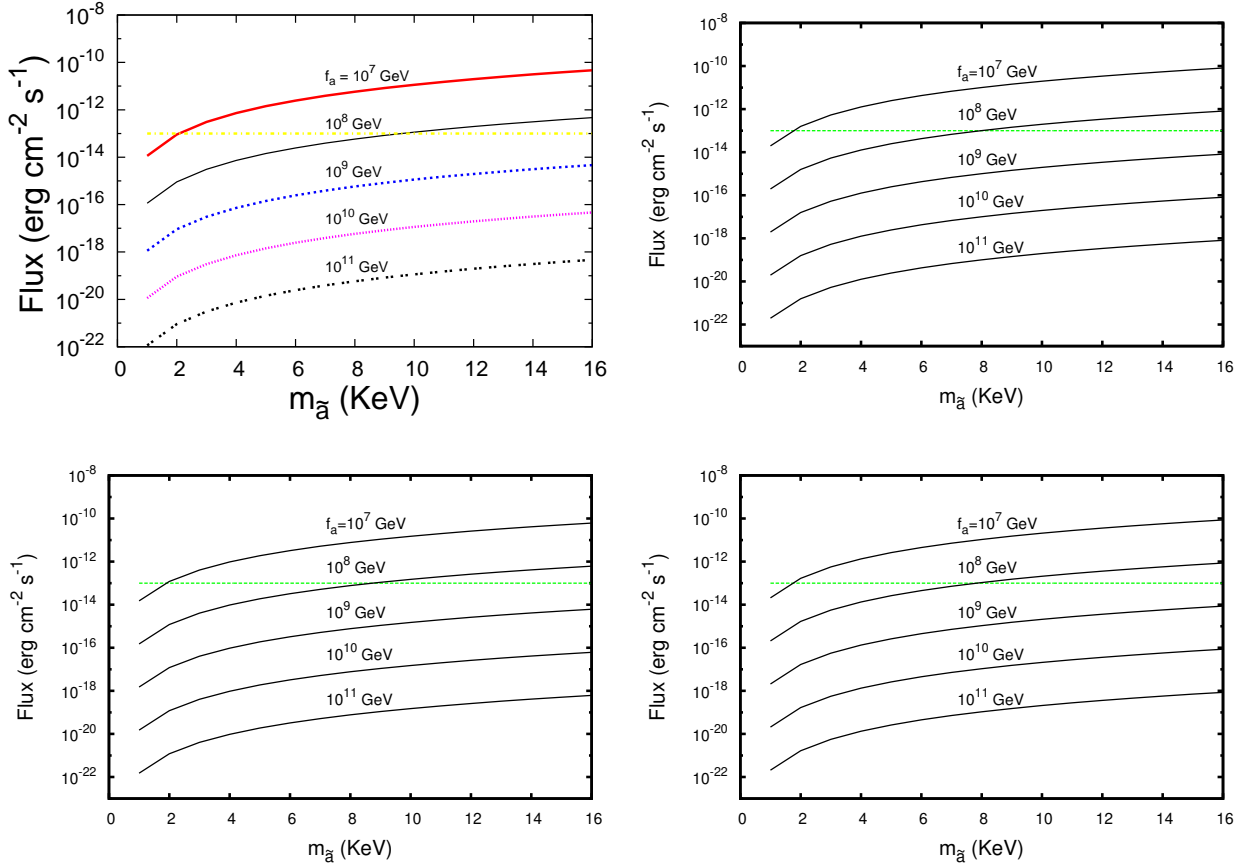 10^-8
10^-10
10^-12
10^-14
10^-16
10^-18
10^-20
10^-22
Flux (erg cm^-2 s^-1)
f_a = 10^7 GeV
10^8 GeV
10^9 GeV
10^10 GeV
10^11 GeV
0 2 4 6 8 10 12 14 16
m_ã (KeV)
10^-8
10^-10
10^-12
10^-14
10^-16
10^-18
10^-20
10^-22
Flux (erg cm^-2 s^-1)
f_a=10^7 GeV
10^8 GeV
10^9 GeV
10^10 GeV
10^11 GeV
0 2 4 6 8 10 12 14 16
m_ã (KeV)
10^-8
10^-10
10^-12
10^-14
10^-16
10^-18
10^-20
10^-22
Flux (erg cm^-2 s^-1)
f_a=10^7 GeV
10^8 GeV
10^9 GeV
10^10 GeV
10^11 GeV
0 2 4 6 8 10 12 14 16
m_ã (KeV)
10^-8
10^-10
10^-12
10^-14
10^-16
10^-18
10^-20
10^-22
Flux (erg cm^-2 s^-1)
f_a=10^7 GeV
10^8 GeV
10^9 GeV
10^10 GeV
10^11 GeV
0 2 4 6 8 10 12 14 16
m_ã (KeV)